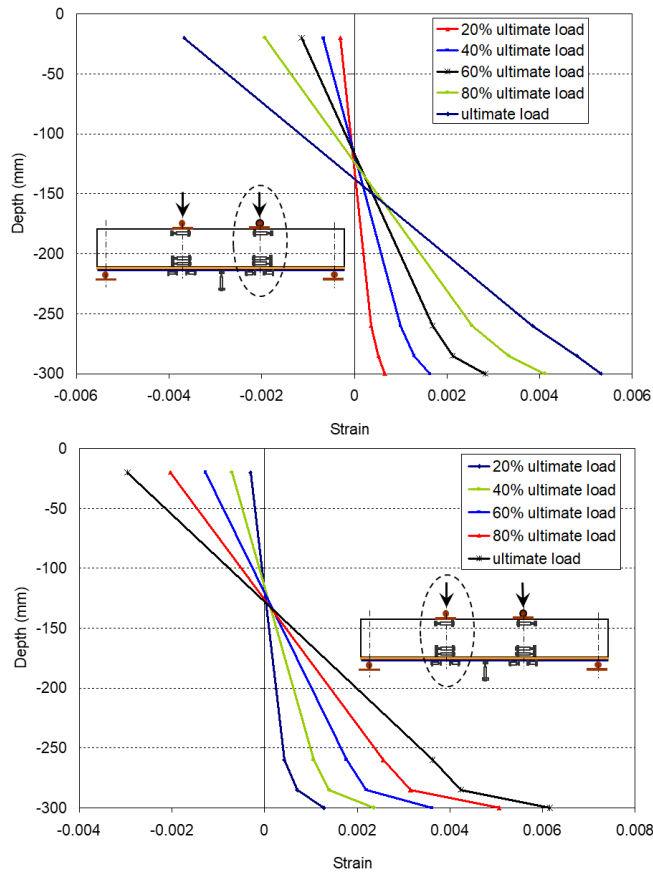 0
-50
-100
-150
-200
-250
-300
Depth (mm)
20% ultimate load
40% ultimate load
60% ultimate load
80% ultimate load
ultimate load
-0.006 -0.004 -0.002 0 0.002 0.004 0.006
Strain
0
-50
-100
-150
-200
-250
-300
Depth (mm)
20% ultimate load
40% ultimate load
60% ultimate load
80% ultimate load
ultimate load
-0.004 -0.002 0 0.002 0.004 0.006 0.008
Strain